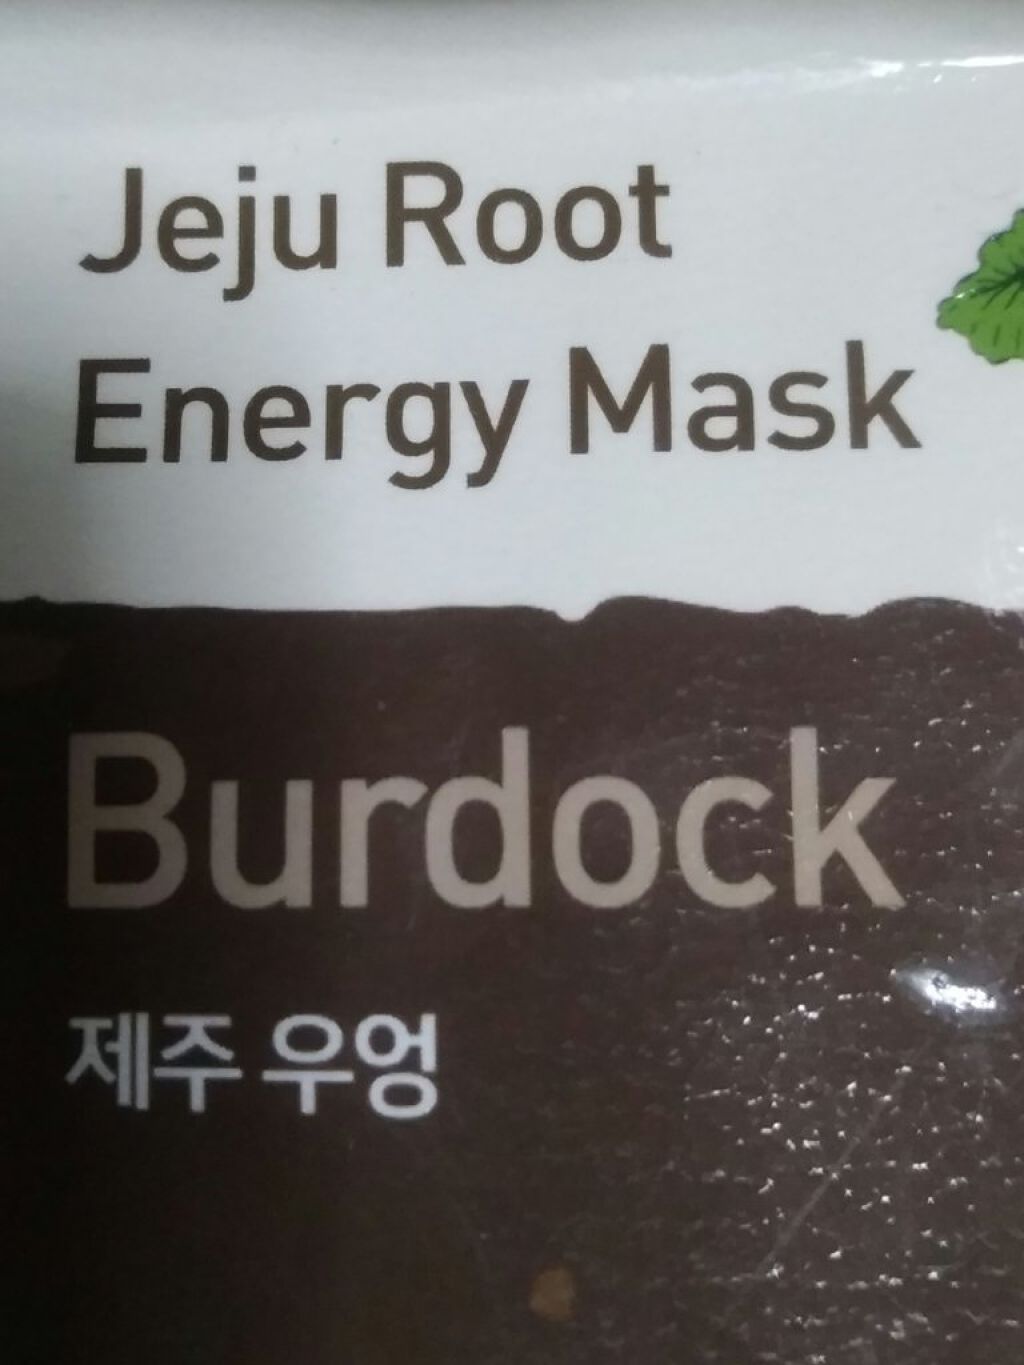 Jeju Root
Energy Mask
Burdock
제주 우엉